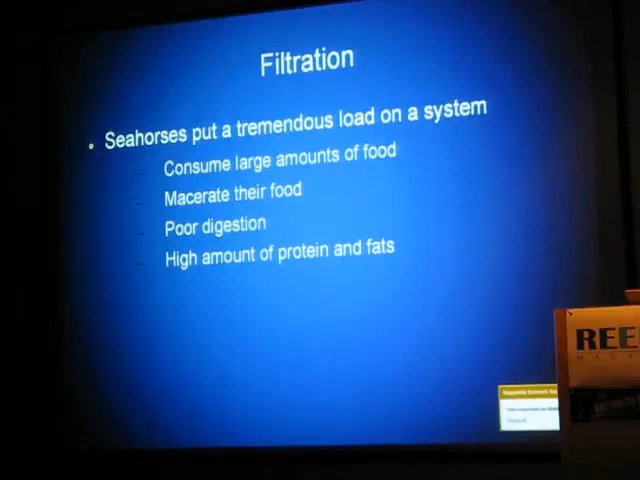 Filtration
• Seahorses put a tremendous load on a system
– Consume large amounts of food
– Macerate their food
– Poor digestion
– High amount of protein and fats
REE